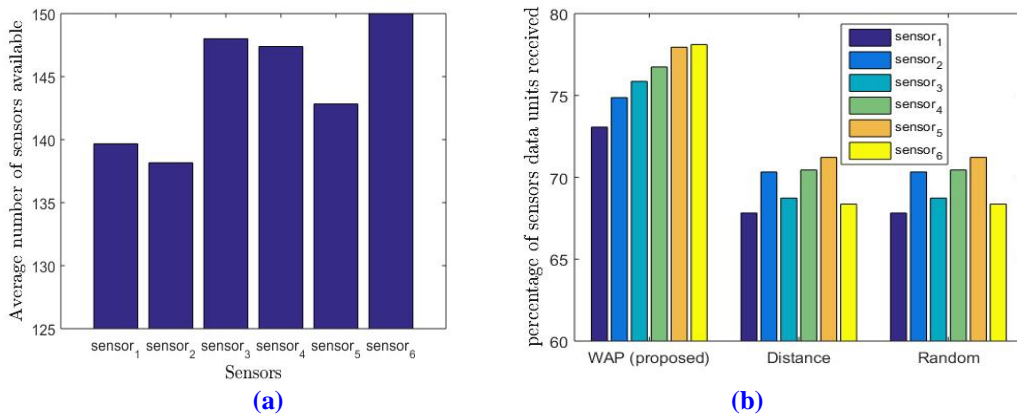 Average number of sensors available
150
145
140
135
130
125
sensor1 sensor2 sensor3 sensor4 sensor5 sensor6
Sensors
(a)
percentage of sensors data units received
80
75
70
65
60
WAP (proposed) Distance Random
sensor1
sensor2
sensor3
sensor4
sensor5
sensor6
(b)